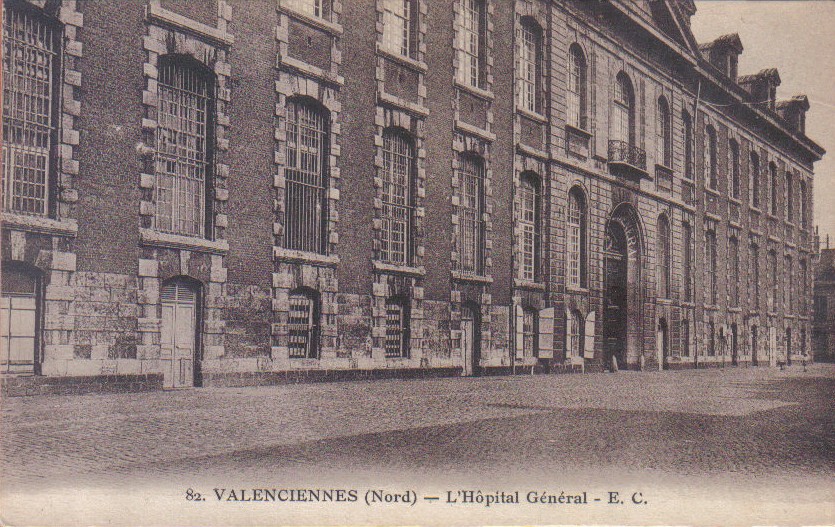 82. VALENCIENNES (Nord) — L'Hôpital Général - E. C.